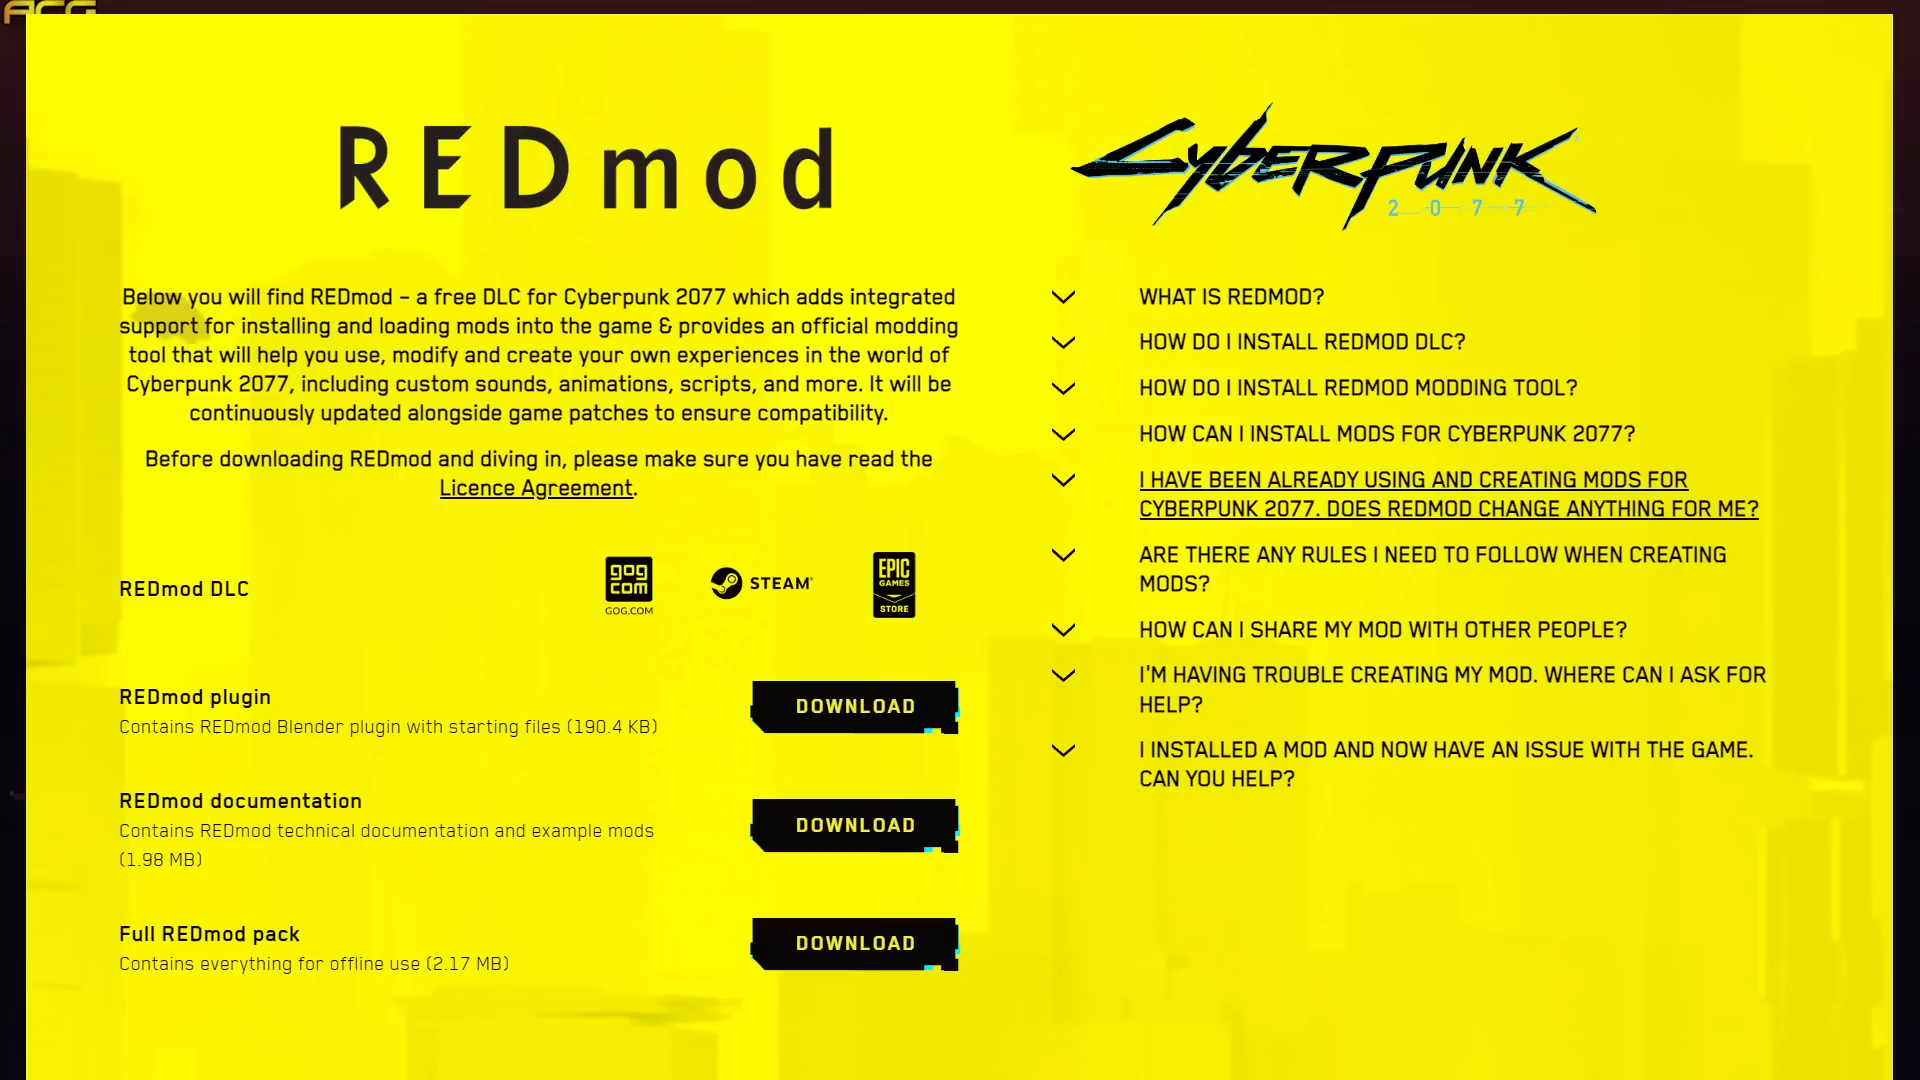 ACG
REDmod
Below you will find REDmod – a free DLC for Cyberpunk 2077 which adds integrated
support for installing and loading mods into the game & provides an official modding
tool that will help you use, modify and create your own experiences in the world of
Cyberpunk 2077, including custom sounds, animations, scripts, and more. It will be
continuously updated alongside game patches to ensure compatibility.
Before downloading REDmod and diving in, please make sure you have read the
Licence Agreement.
REDmod DLC
gog
com
GOG.COM
STEAM®
EPIC
GAMES
STORE
REDmod plugin
Contains REDmod Blender plugin with starting files (190.4 KB)
DOWNLOAD
REDmod documentation
Contains REDmod technical documentation and example mods
(1.98 MB)
DOWNLOAD
Full REDmod pack
Contains everything for offline use (2.17 MB)
DOWNLOAD
CYBERPUNK
2077
WHAT IS REDMOD?
HOW DO I INSTALL REDMOD DLC?
HOW DO I INSTALL REDMOD MODDING TOOL?
HOW CAN I INSTALL MODS FOR CYBERPUNK 2077?
I HAVE BEEN ALREADY USING AND CREATING MODS FOR
CYBERPUNK 2077. DOES REDMOD CHANGE ANYTHING FOR ME?
ARE THERE ANY RULES I NEED TO FOLLOW WHEN CREATING
MODS?
HOW CAN I SHARE MY MOD WITH OTHER PEOPLE?
I'M HAVING TROUBLE CREATING MY MOD. WHERE CAN I ASK FOR
HELP?
I INSTALLED A MOD AND NOW HAVE AN ISSUE WITH THE GAME.
CAN YOU HELP?